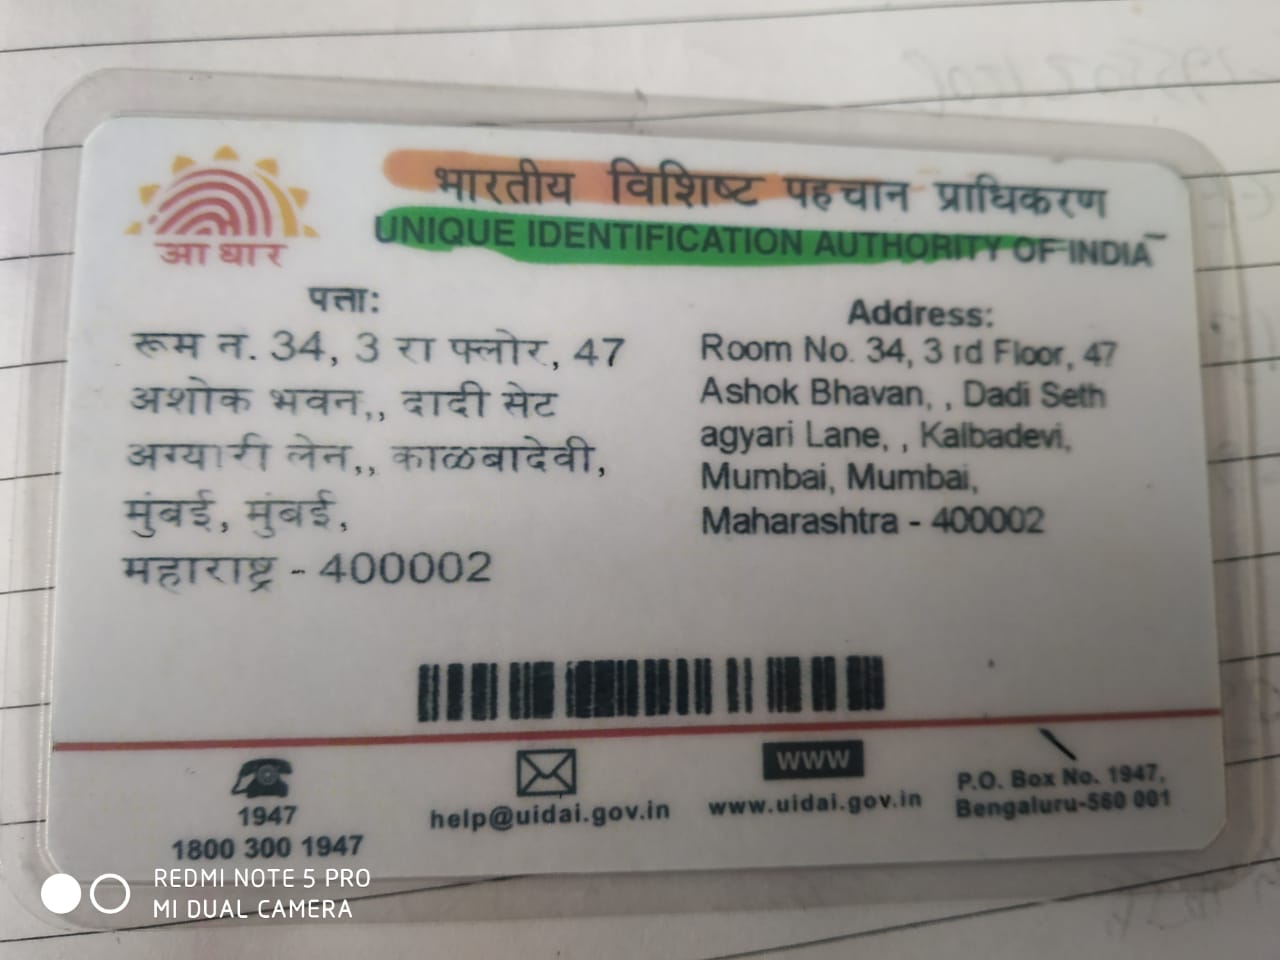 भारतीय विशिष्ट पहचान प्राधिकरण
UNIQUE IDENTIFICATION AUTHORITY OF INDIA
आधार
पत्ता:
रूम न. 34, 3 रा फ्लोर, 47
अशोक भवन,, दादी सेट
अग्यारी लेन,, काळबादेवी,
मुंबई, मुंबई,
महाराष्ट्र - 400002
Address:
Room No. 34, 3 rd Floor, 47
Ashok Bhavan, , Dadi Seth
agyari Lane, , Kalbadevi,
Mumbai, Mumbai,
Maharashtra - 400002
1947
1800 300 1947
help@uidai.gov.in
www
www.uidai.gov.in
P.O. Box No. 1947,
Bengaluru-560 001
REDMI NOTE 5 PRO
MI DUAL CAMERA